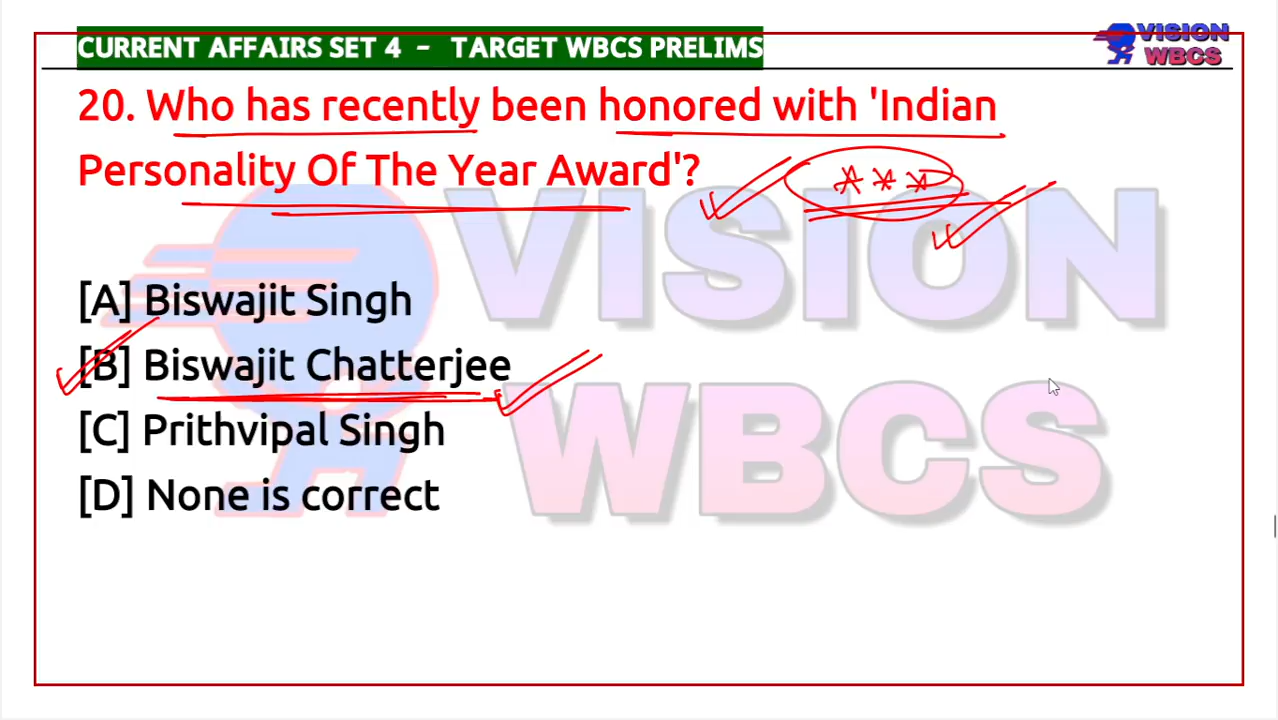 CURRENT AFFAIRS SET 4 - TARGET WBCS PRELIMS
VISION
WBCS
20. Who has recently been honored with 'Indian
Personality Of The Year Award'?
***
[A] Biswajit Singh
[B] Biswajit Chatterjee
[C] Prithvipal Singh
[D] None is correct
VISION
WBCS